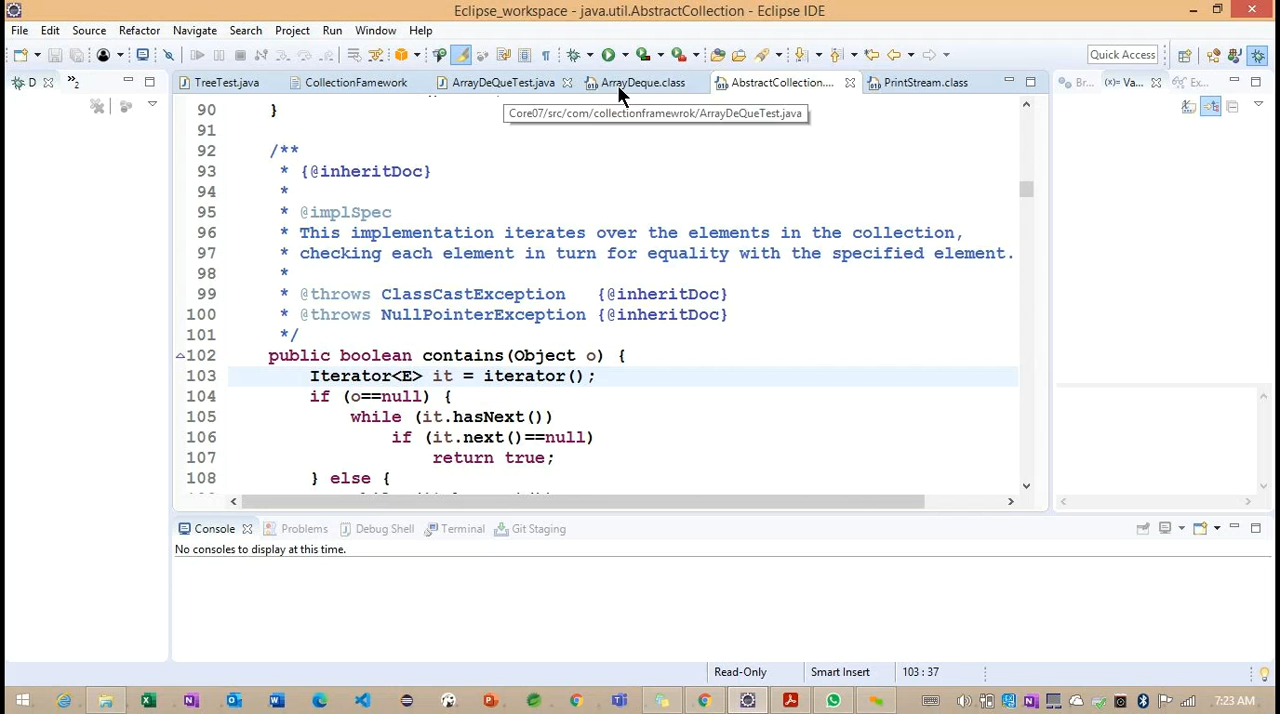 Eclipse_workspace - java.util.AbstractCollection - Eclipse IDE
File Edit Source Refactor Navigate Search Project Run Window Help
Quick Access
D
TreeTest.java CollectionFamework ArrayDeQueTest.java ArrayDeque.class AbstractCollection.... PrintStream.class
Br... (x)= Va... Ex...
Core07/src/com/collectionframewrok/ArrayDeQueTest.java
90 }
91
92 /**
93 * {@inheritDoc}
94 *
95 * @implSpec
96 * This implementation iterates over the elements in the collection,
97 * checking each element in turn for equality with the specified element.
98 *
99 * @throws ClassCastException {@inheritDoc}
100 * @throws NullPointerException {@inheritDoc}
101 */
102 public boolean contains(Object o) {
103 Iterator<E> it = iterator();
104 if (o==null) {
105 while (it.hasNext())
106 if (it.next()==null)
107 return true;
108 } else {
Console Problems Debug Shell Terminal Git Staging
No consoles to display at this time.
Read-Only Smart Insert 103 : 37
7:23 AM